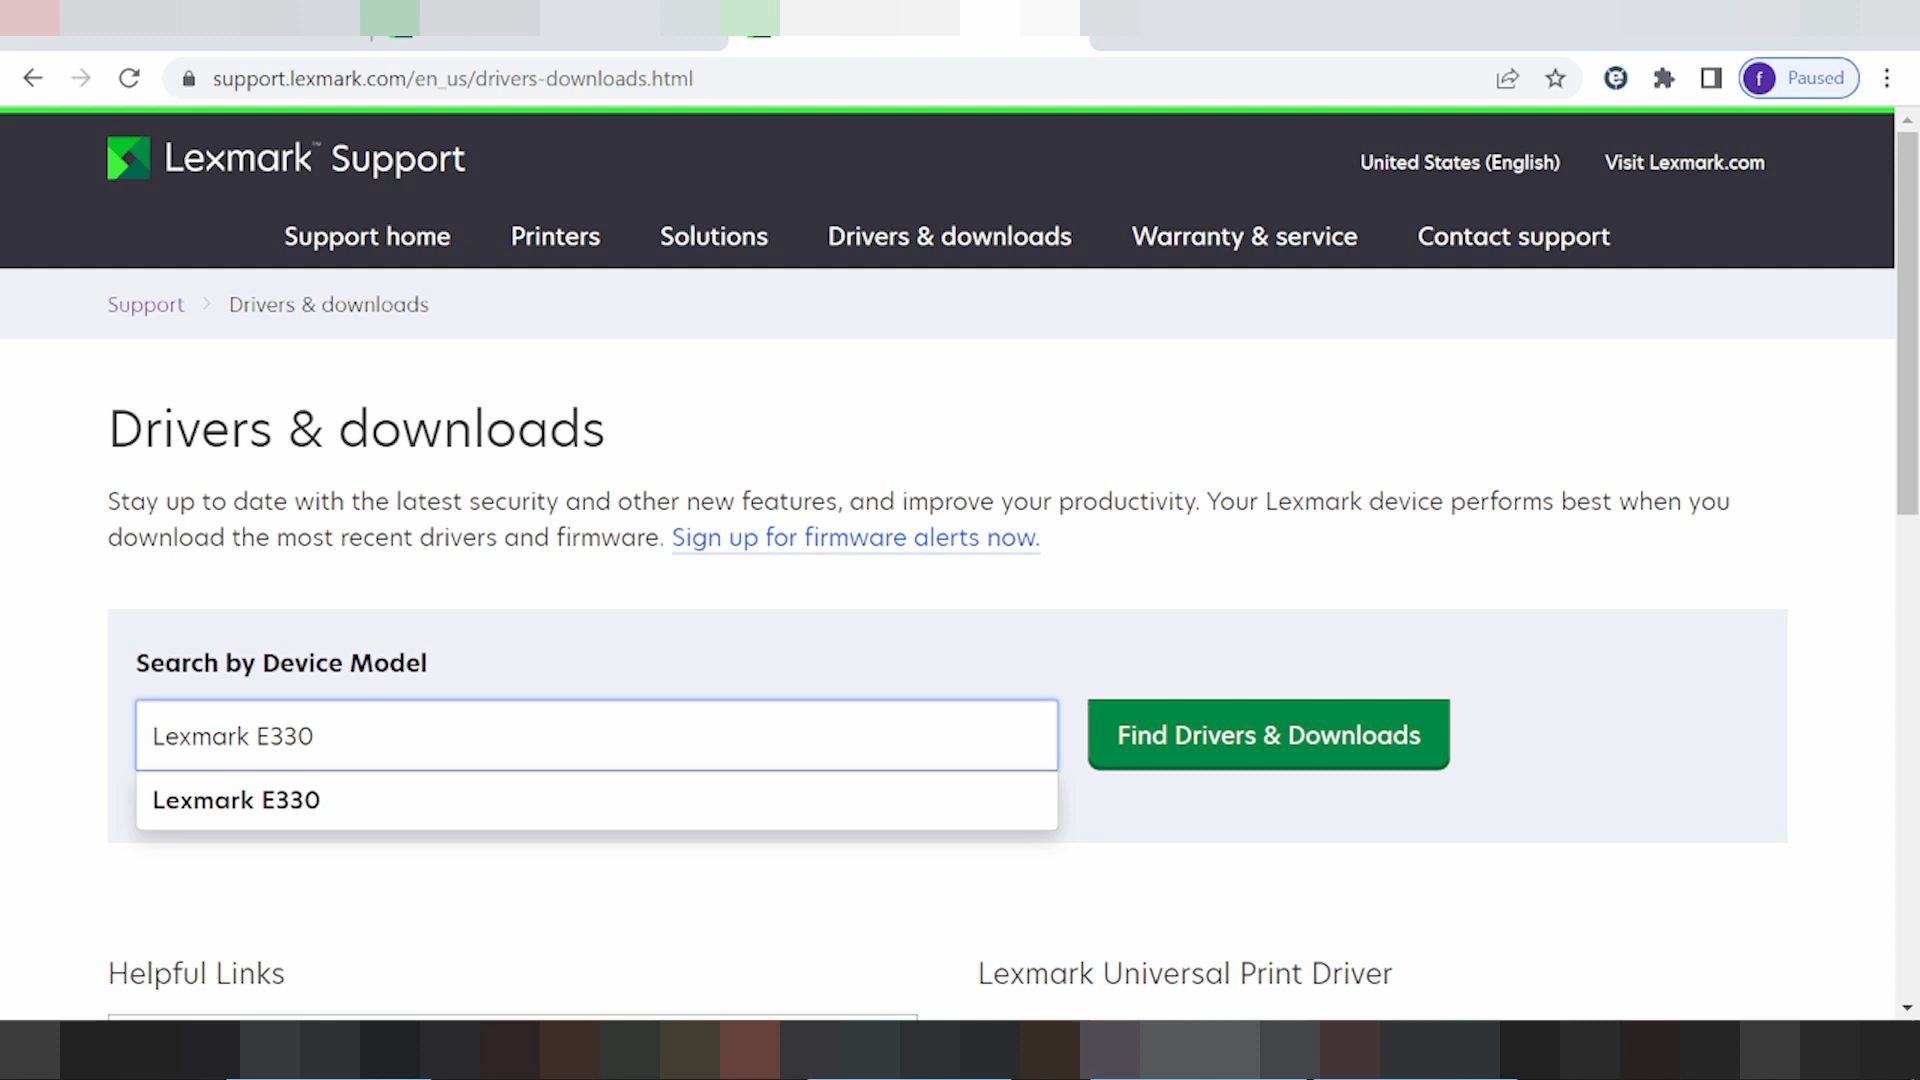 support.lexmark.com/en_us/drivers-downloads.html
f Paused
Lexmark™ Support
United States (English) Visit Lexmark.com
Support home Printers Solutions Drivers & downloads Warranty & service Contact support
Support > Drivers & downloads
Drivers & downloads
Stay up to date with the latest security and other new features, and improve your productivity. Your Lexmark device performs best when you
download the most recent drivers and firmware. Sign up for firmware alerts now.
Search by Device Model
Lexmark E330
Find Drivers & Downloads
Lexmark E330
Helpful Links
Lexmark Universal Print Driver